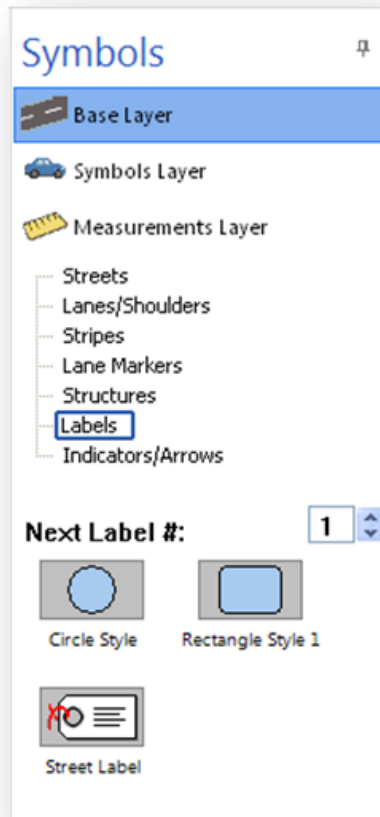 Symbols
Base Layer
Symbols Layer
Measurements Layer
Streets
Lanes/Shoulders
Stripes
Lane Markers
Structures
Labels
Indicators/Arrows
Next Label #: 1
Circle Style Rectangle Style 1
Street Label